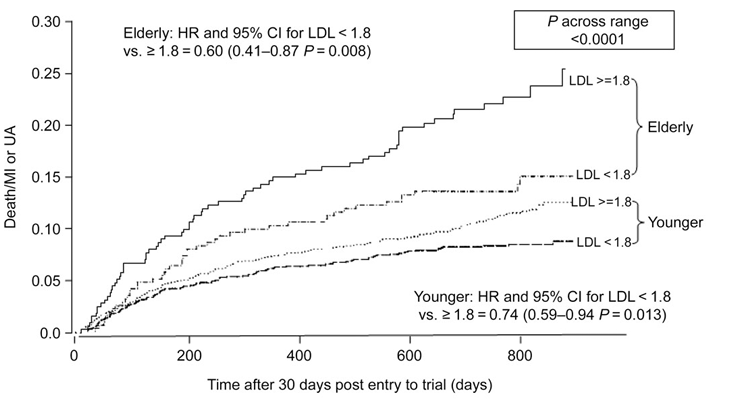 Elderly: HR and 95% CI for LDL < 1.8
vs. ≥ 1.8 = 0.60 (0.41–0.87 P = 0.008)
P across range
<0.0001
0.30
0.25
0.20
0.15
0.10
0.05
0.0
Death/MI or UA
LDL >=1.8
Elderly
LDL <1.8
LDL >=1.8
Younger
LDL <1.8
Younger: HR and 95% CI for LDL < 1.8
vs. ≥ 1.8 = 0.74 (0.59–0.94 P = 0.013)
0 200 400 600 800
Time after 30 days post entry to trial (days)